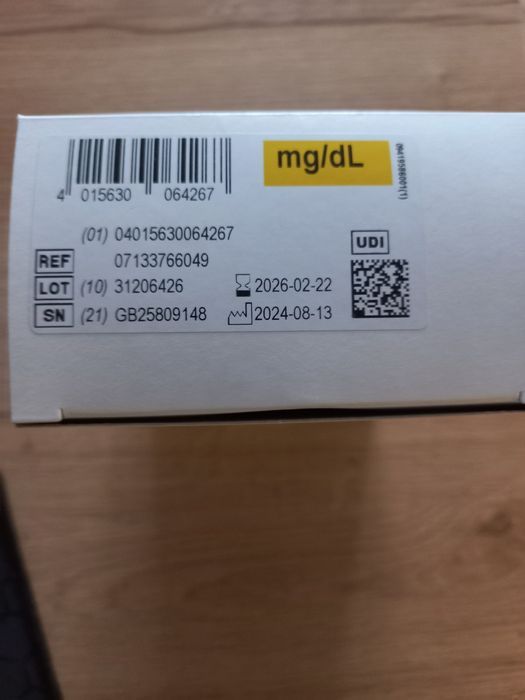 4 015630 064267
mg/dL
(01) 04015630064267
UDI
REF 07133766049
LOT (10) 31206426 2026-02-22
SN (21) GB25809148 2024-08-13